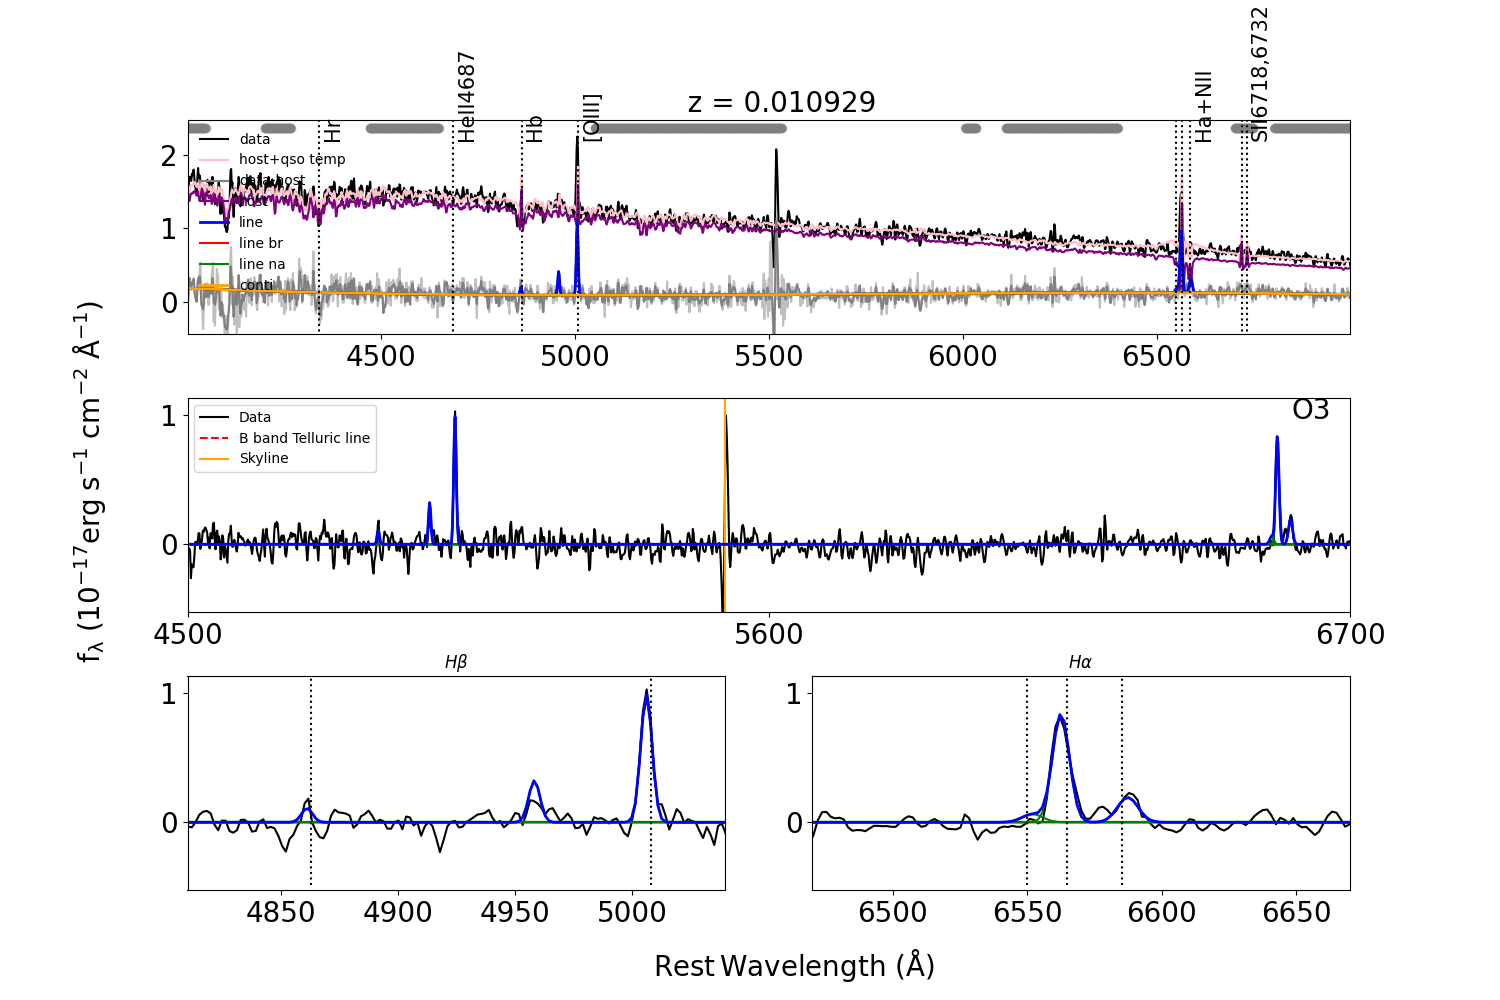 z = 0.010929
Hr
HeII4687
Hb
[OIII]
Ha+NII
SII6718,6732
data
host+qso temp
data-host
host
line
line br
line na
conti
2
1
0
4500
5000
5500
6000
6500
fλ (10⁻¹⁷erg s⁻¹ cm⁻² Å⁻¹)
O3
Data
B band Telluric line
Skyline
1
0
4500
5600
6700
Hβ
1
0
4850
4900
4950
5000
Hα
1
0
6500
6550
6600
6650
Rest Wavelength (Å)